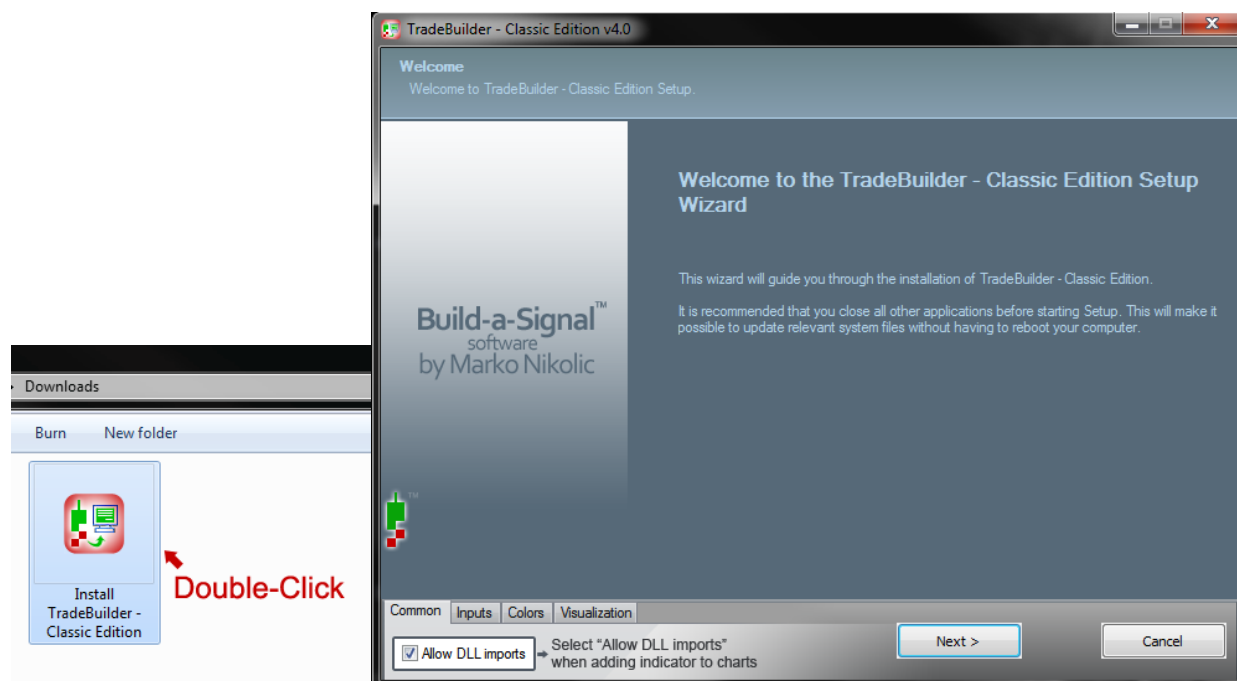 TradeBuilder - Classic Edition v4.0
Welcome
Welcome to TradeBuilder - Classic Edition Setup.
Welcome to the TradeBuilder - Classic Edition Setup
Wizard
This wizard will guide you through the installation of TradeBuilder - Classic Edition.
It is recommended that you close all other applications before starting Setup. This will make it
possible to update relevant system files without having to reboot your computer.
Build-a-Signal™
software
by Marko Nikolic
TM
Downloads
Burn New folder
Install
TradeBuilder -
Classic Edition
Double-Click
Common Inputs Colors Visualization
Allow DLL imports
Select “Allow DLL imports”
when adding indicator to charts
Next >
Cancel